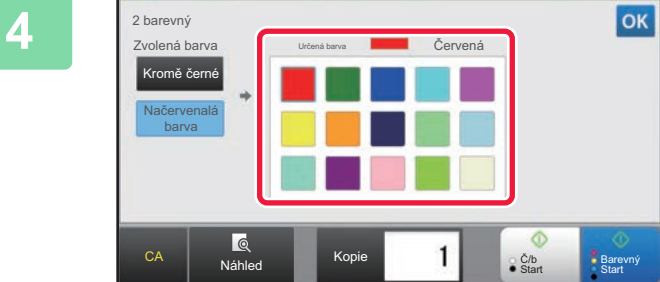 4
2 barevný
OK
Zvolená barva
Určená barva
Červená
Kromě černé
Načervenalá
barva
CA
Náhled
Kopie
1
Č/b
Start
Barevný
Start